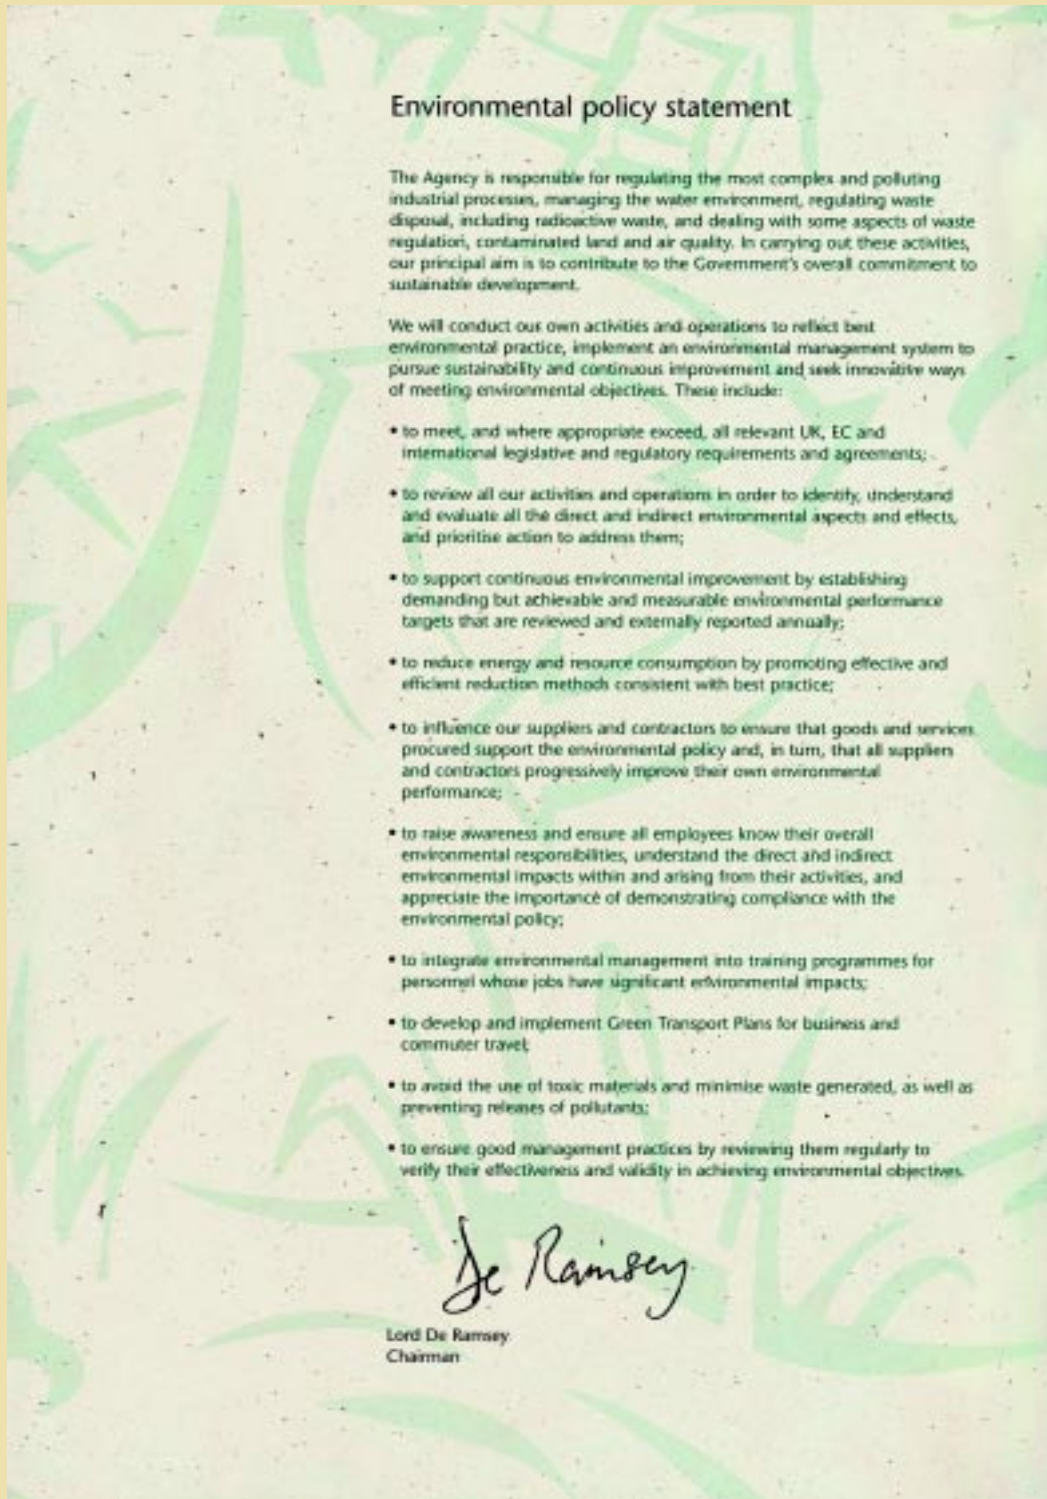 Environmental policy statement
The Agency is responsible for regulating the most complex and polluting
industrial processes, managing the water environment, regulating waste
disposal, including radioactive waste, and dealing with some aspects of waste
regulation, contaminated land and air quality. In carrying out these activities,
our principal aim is to contribute to the Government's overall commitment to
sustainable development.
We will conduct our own activities and operations to reflect best
environmental practice, implement an environmental management system to
pursue sustainability and continuous improvement and seek innovative ways
of meeting environmental objectives. These include:
• to meet, and where appropriate exceed, all relevant UK, EC and
international legislative and regulatory requirements and agreements;
• to review all our activities and operations in order to identify, understand
and evaluate all the direct and indirect environmental aspects and effects,
and prioritise action to address them;
• to support continuous environmental improvement by establishing
demanding but achievable and measurable environmental performance
targets that are reviewed and externally reported annually;
• to reduce energy and resource consumption by promoting effective and
efficient reduction methods consistent with best practice;
• to influence our suppliers and contractors to ensure that goods and services
procured support the environmental policy and, in turn, that all suppliers
and contractors progressively improve their own environmental
performance;
• to raise awareness and ensure all employees know their overall
environmental responsibilities, understand the direct and indirect
environmental impacts within and arising from their activities, and
appreciate the importance of demonstrating compliance with the
environmental policy;
• to integrate environmental management into training programmes for
personnel whose jobs have significant environmental impacts;
• to develop and implement Green Transport Plans for business and
commuter travel;
• to avoid the use of toxic materials and minimise waste generated, as well as
preventing releases of pollutants;
• to ensure good management practices by reviewing them regularly to
verify their effectiveness and validity in achieving environmental objectives.
De Ramsey
Lord De Ramsey
Chairman